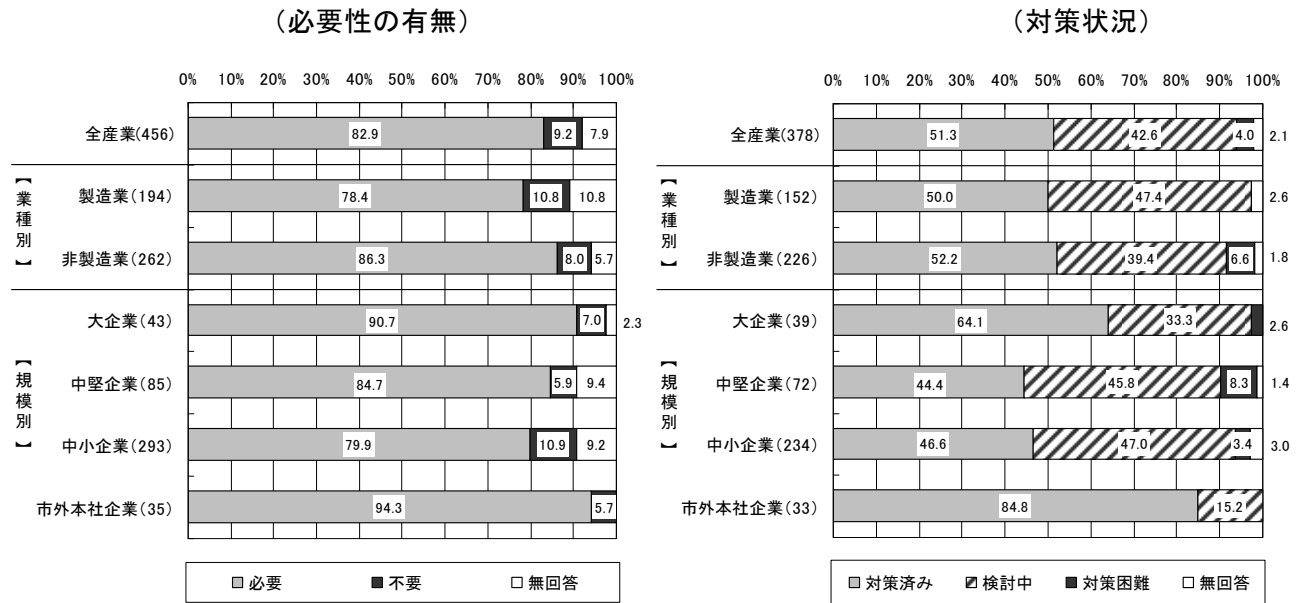 （必要性の有無）
0% 10% 20% 30% 40% 50% 60% 70% 80% 90% 100%
全産業(456) 82.9 9.2 7.9
【業種別】
製造業(194) 78.4 10.8 10.8
非製造業(262) 86.3 8.0 5.7
【規模別】
大企業(43) 90.7 7.0 2.3
中堅企業(85) 84.7 5.9 9.4
中小企業(293) 79.9 10.9 9.2
市外本社企業(35) 94.3 5.7
必要 不要 無回答
（対策状況）
0% 10% 20% 30% 40% 50% 60% 70% 80% 90% 100%
全産業(378) 51.3 42.6 4.0 2.1
【業種別】
製造業(152) 50.0 47.4 2.6
非製造業(226) 52.2 39.4 6.6 1.8
【規模別】
大企業(39) 64.1 33.3 2.6
中堅企業(72) 44.4 45.8 8.3 1.4
中小企業(234) 46.6 47.0 3.4 3.0
市外本社企業(33) 84.8 15.2
対策済み 検討中 対策困難 無回答